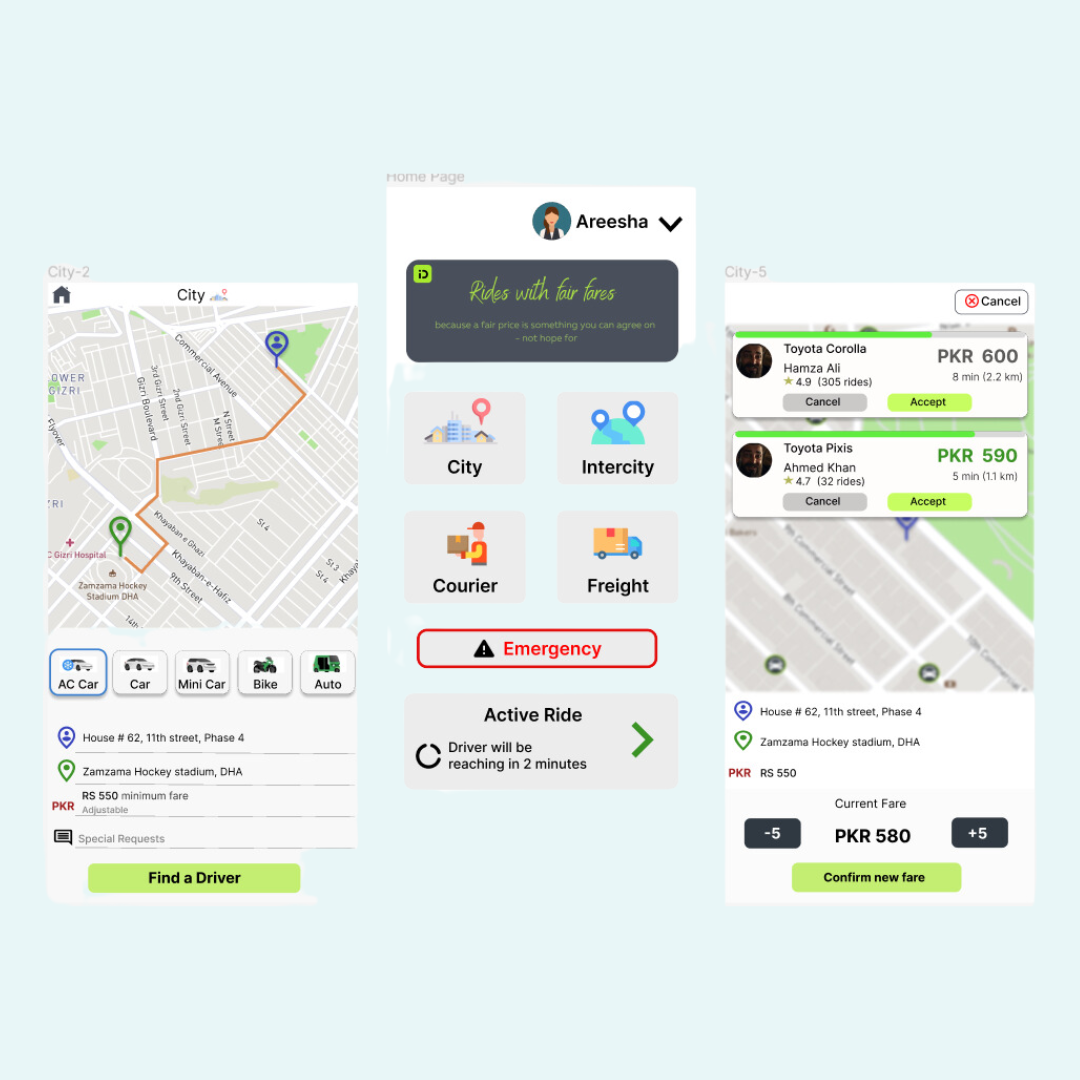 City-2
City
Commercial Avenue
3rd Gizri Street
Gizri Boulevard
2nd Gizri Street
N Street
M Stree
OWER
GIZRI
Flyover
ZRI
St 4
Khayaban e Ghazi
C Gizri Hospital
Khayaban-e-Hafiz
St 3
St 4
Khaya
Zamzama Hockey
Stadium DHA
9th Street
14th
AC Car
Car
Mini Car
Bike
Auto
House # 62, 11th street, Phase 4
Zamzama Hockey stadium, DHA
PKR
RS 550 minimum fare
Adjustable
Special Requests
Find a Driver
Home Page
Areesha
iD
Rides with fair fares
because a fair price is something you can agree on
– not hope for
City
Intercity
Courier
Freight
Emergency
Active Ride
Driver will be
reaching in 2 minutes
City-5
Cancel
Toyota Corolla
PKR 600
Hamza Ali
8 min (2.2 km)
4.9 (305 rides)
Cancel
Accept
Toyota Pixis
PKR 590
Ahmed Khan
5 min (1.1 km)
4.7 (32 rides)
Cancel
Accept
Bakers
9th Commercial Street
8th Commercial Street
10th Commerc
House # 62, 11th street, Phase 4
Zamzama Hockey stadium, DHA
PKR RS 550
Current Fare
-5
PKR 580
+5
Confirm new fare